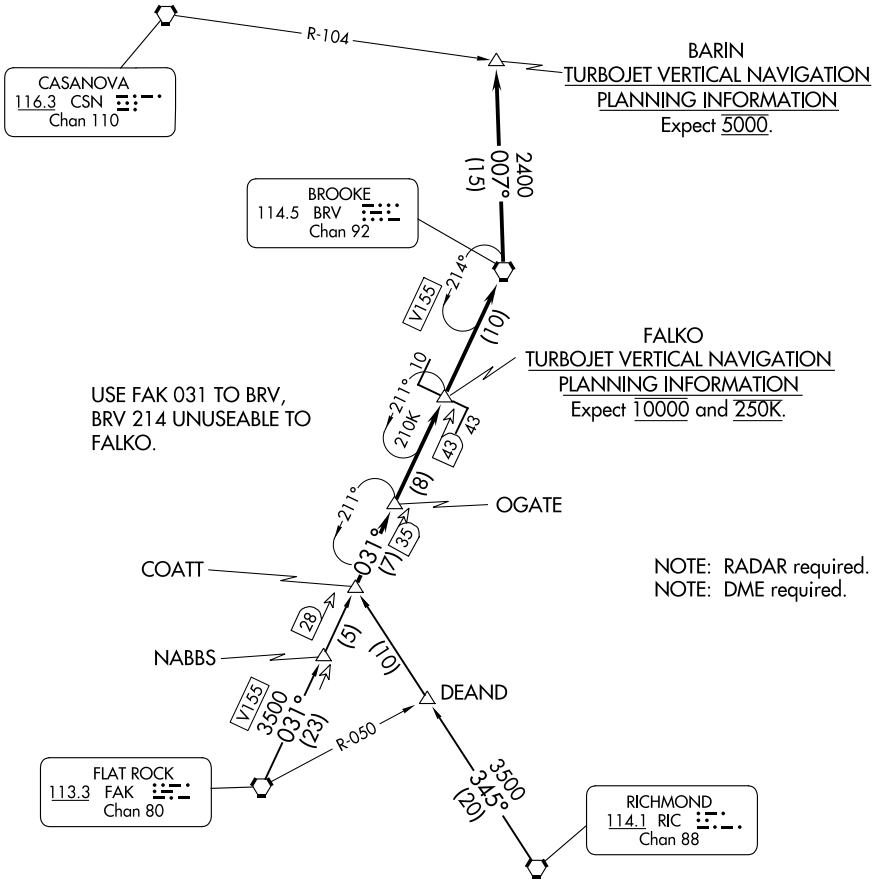 R-104
CASANOVA
116.3 CSN
Chan 110
BARIN
TURBOJET VERTICAL NAVIGATION
PLANNING INFORMATION
Expect 5000.
2400
007°
(15)
BROOKE
114.5 BRV
Chan 92
214°
V155
(10)
FALKO
TURBOJET VERTICAL NAVIGATION
PLANNING INFORMATION
Expect 10000 and 250K.
10
211°
210K
43
43
USE FAK 031 TO BRV,
BRV 214 UNUSEABLE TO
FALKO.
(8)
OGATE
211°
35
031°
(7)
NOTE: RADAR required.
NOTE: DME required.
COATT
28
(5)
(10)
NABBS
DEAND
V155
3500
031°
(23)
R-050
FLAT ROCK
113.3 FAK
Chan 80
3500
345°
(20)
RICHMOND
114.1 RIC
Chan 88